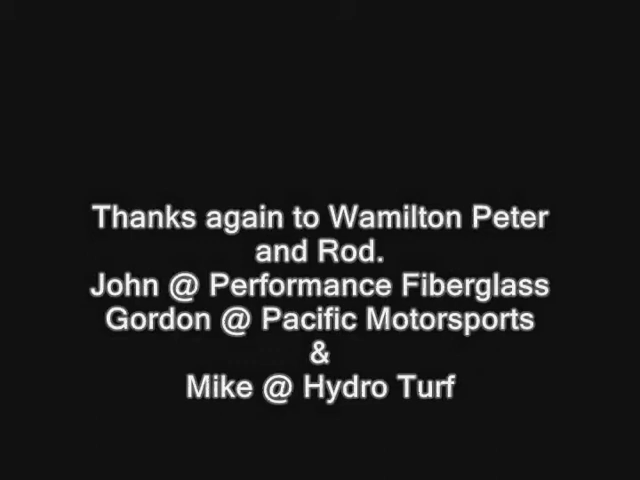 Thanks again to Wamilton Peter
and Rod.
John @ Performance Fiberglass
Gordon @ Pacific Motorsports
&
Mike @ Hydro Turf